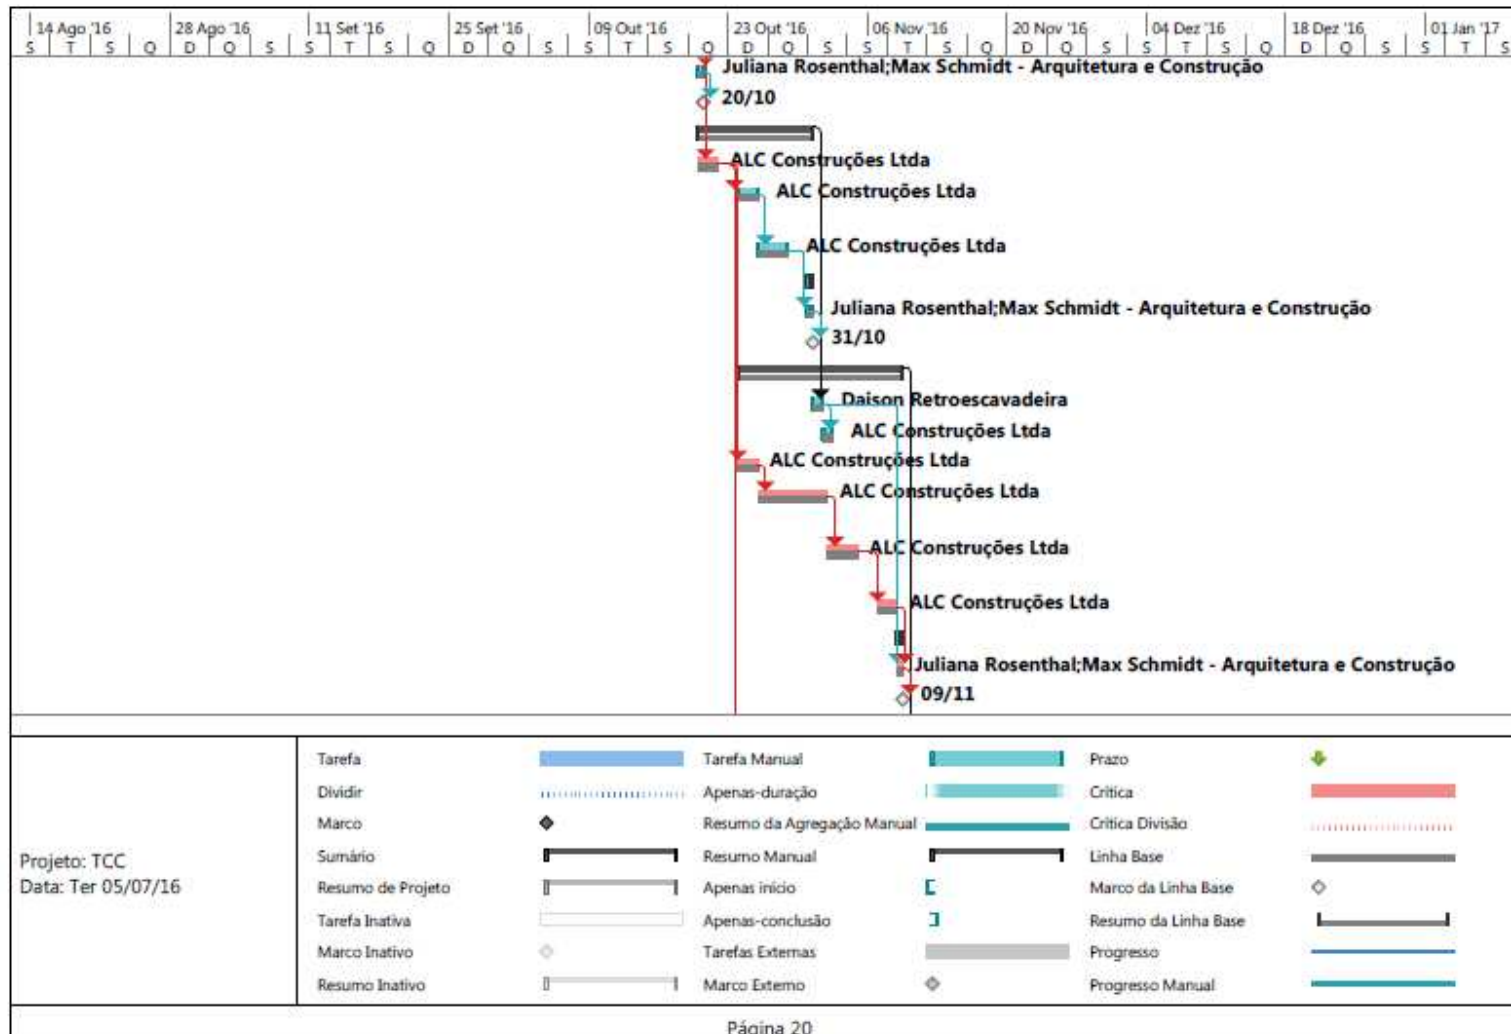 14 Ago '16 28 Ago '16 11 Set '16 25 Set '16 09 Out '16 23 Out '16 06 Nov '16 20 Nov '16 04 Dez '16 18 Dez '16 01 Jan '17
S T S Q D Q S S T S Q D Q S S T S Q D Q S S T S Q D Q S S T S Q D Q S S T S
Juliana Rosenthal;Max Schmidt - Arquitetura e Construção
20/10
ALC Construções Ltda
ALC Construções Ltda
ALC Construções Ltda
Juliana Rosenthal;Max Schmidt - Arquitetura e Construção
31/10
Daison Retroescavadeira
ALC Construções Ltda
ALC Construções Ltda
ALC Construções Ltda
ALC Construções Ltda
ALC Construções Ltda
Juliana Rosenthal;Max Schmidt - Arquitetura e Construção
09/11
Projeto: TCC
Data: Ter 05/07/16
Tarefa
Dividir
Marco
Sumário
Resumo de Projeto
Tarefa Inativa
Marco Inativo
Resumo Inativo
Tarefa Manual
Apenas-duração
Resumo da Agregação Manual
Resumo Manual
Apenas início
Apenas-conclusão
Tarefas Externas
Marco Externo
Prazo
Crítica
Crítica Divisão
Linha Base
Marco da Linha Base
Resumo da Linha Base
Progresso
Progresso Manual
Página 20